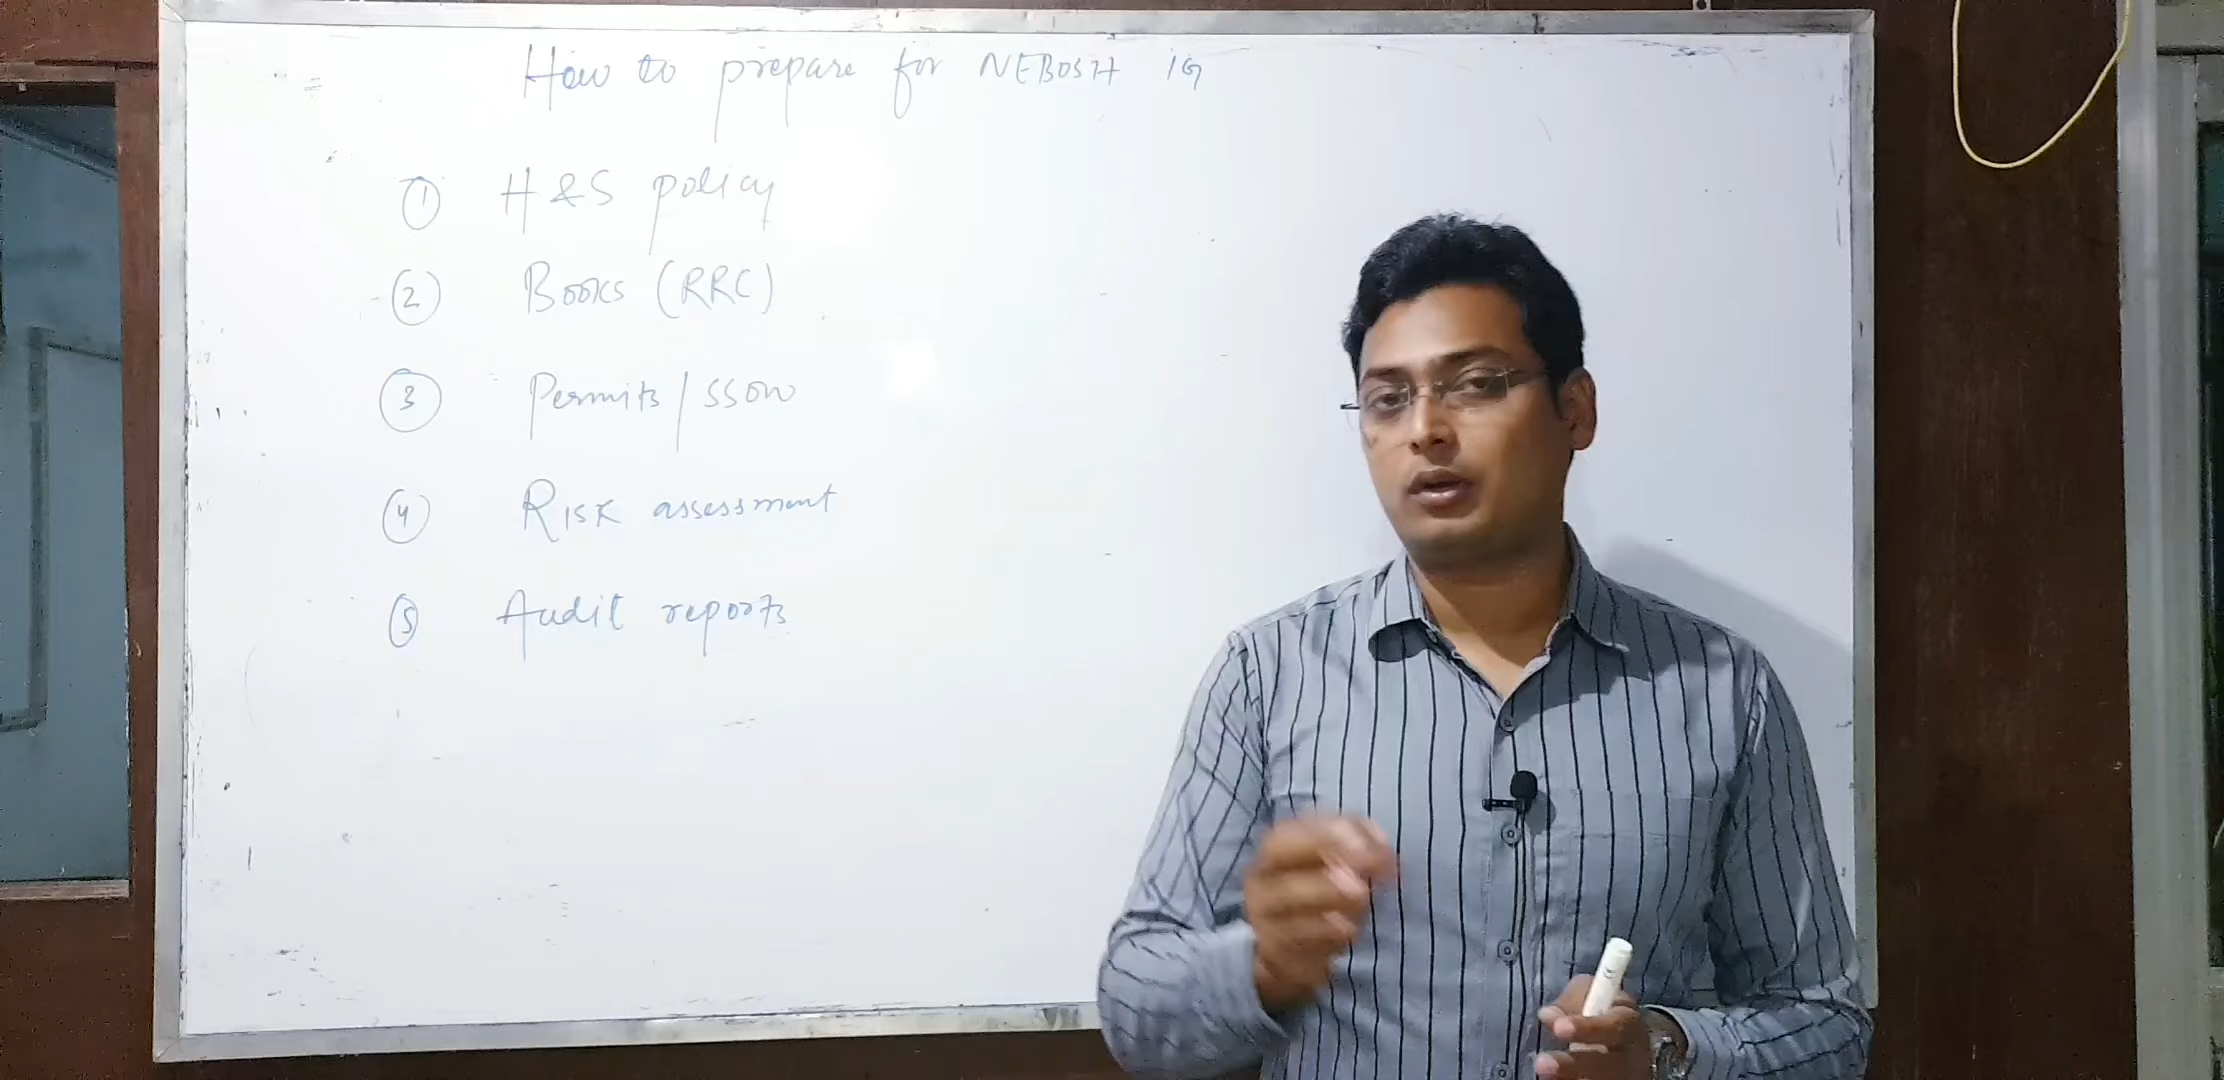 How to prepare for NEBOSH IG
① H&S policy
② Books (RRC)
③ Permits/SSOW
④ Risk assessment
⑤ Audit reports